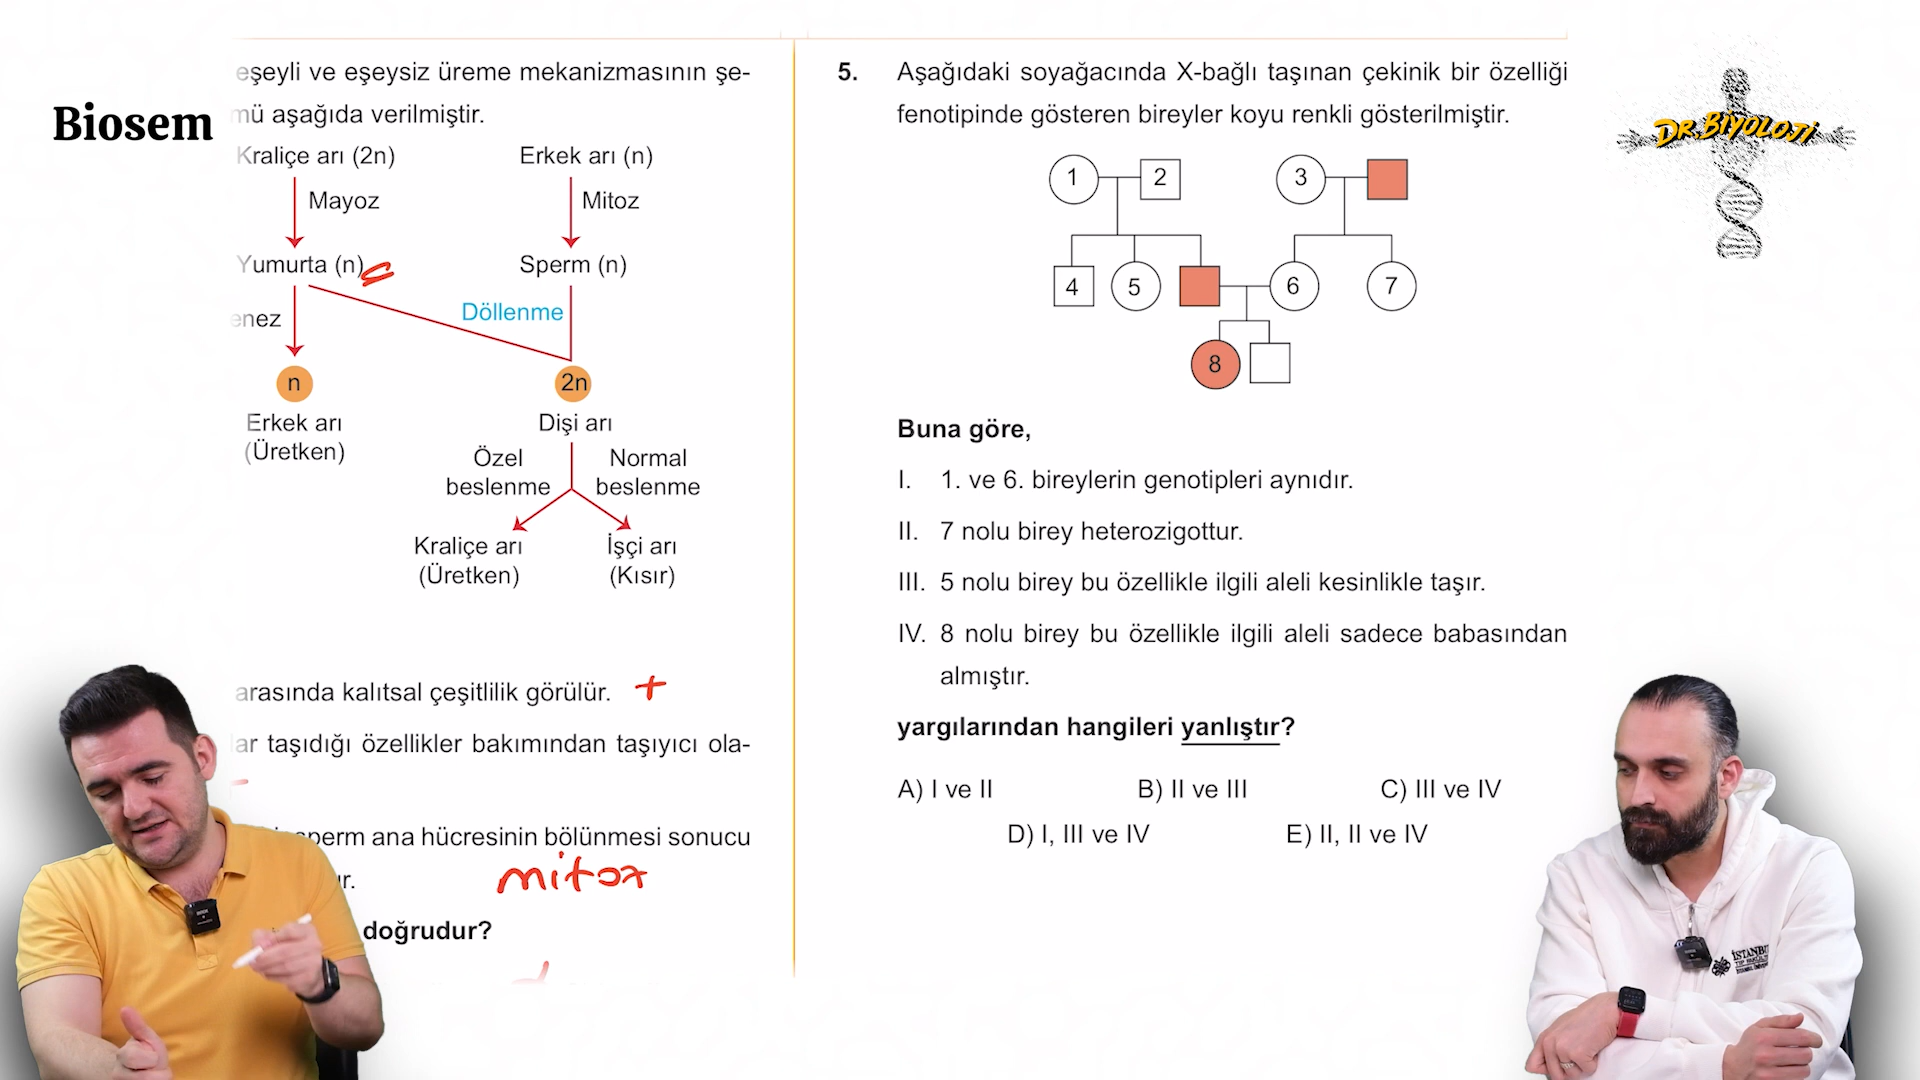 Biosem
eşeyli ve eşeysiz üreme mekanizmasının şe-
mü aşağıda verilmiştir.
Kraliçe arı (2n)
Erkek arı (n)
Mayoz
Mitoz
Yumurta (n)
Sperm (n)
enez
Döllenme
n
2n
Erkek arı
(Üretken)
Dişi arı
Özel
beslenme
Normal
beslenme
Kraliçe arı
(Üretken)
İşçi arı
(Kısır)
arasında kalıtsal çeşitlilik görülür. +
lar taşıdığı özellikler bakımından taşıyıcı ola-
sperm ana hücresinin bölünmesi sonucu
ır.
mitoz
doğrudur?
5. Aşağıdaki soyağacında X-bağlı taşınan çekinik bir özelliği
fenotipinde gösteren bireyler koyu renkli gösterilmiştir.
1 2 3
4 5 6 7
8
Buna göre,
I. 1. ve 6. bireylerin genotipleri aynıdır.
II. 7 nolu birey heterozigottur.
III. 5 nolu birey bu özellikle ilgili aleli kesinlikle taşır.
IV. 8 nolu birey bu özellikle ilgili aleli sadece babasından
almıştır.
yargılarından hangileri yanlıştır?
A) I ve II
B) II ve III
C) III ve IV
D) I, III ve IV
E) II, II ve IV
DR.BİYOLOJİ
İSTANBU